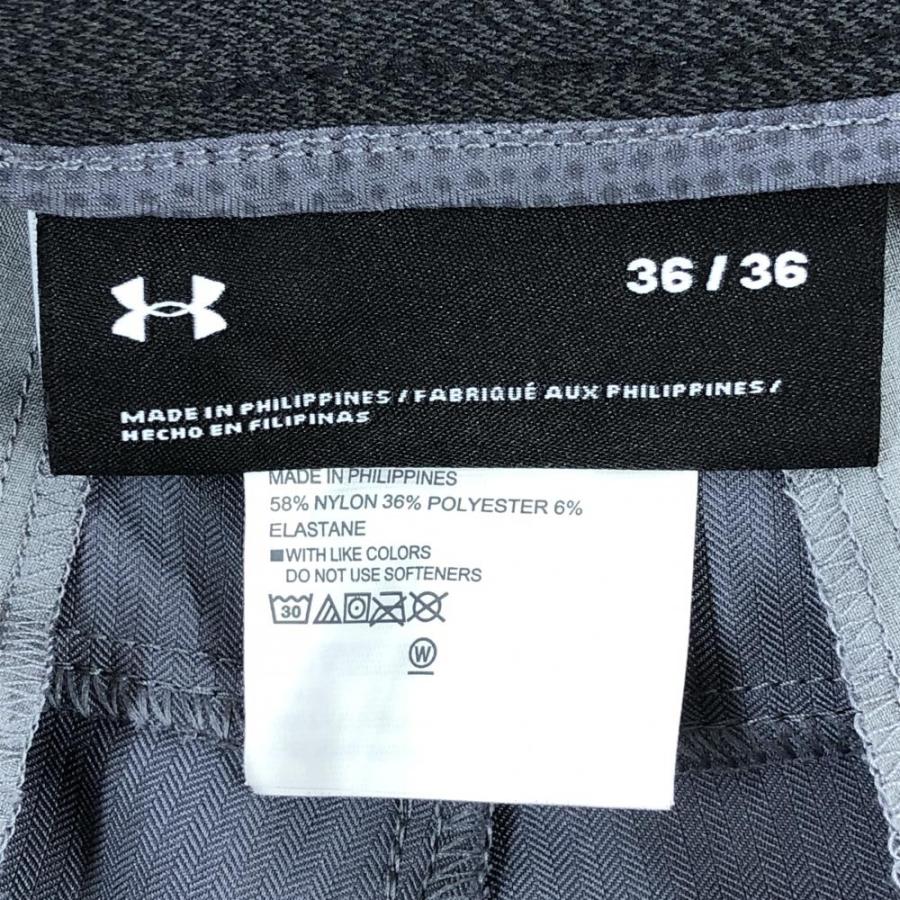 36 / 36
MADE IN PHILIPPINES / FABRIQUÉ AUX PHILIPPINES /
HECHO EN FILIPINAS
MADE IN PHILIPPINES
58% NYLON 36% POLYESTER 6%
ELASTANE
■WITH LIKE COLORS
DO NOT USE SOFTENERS
30
W